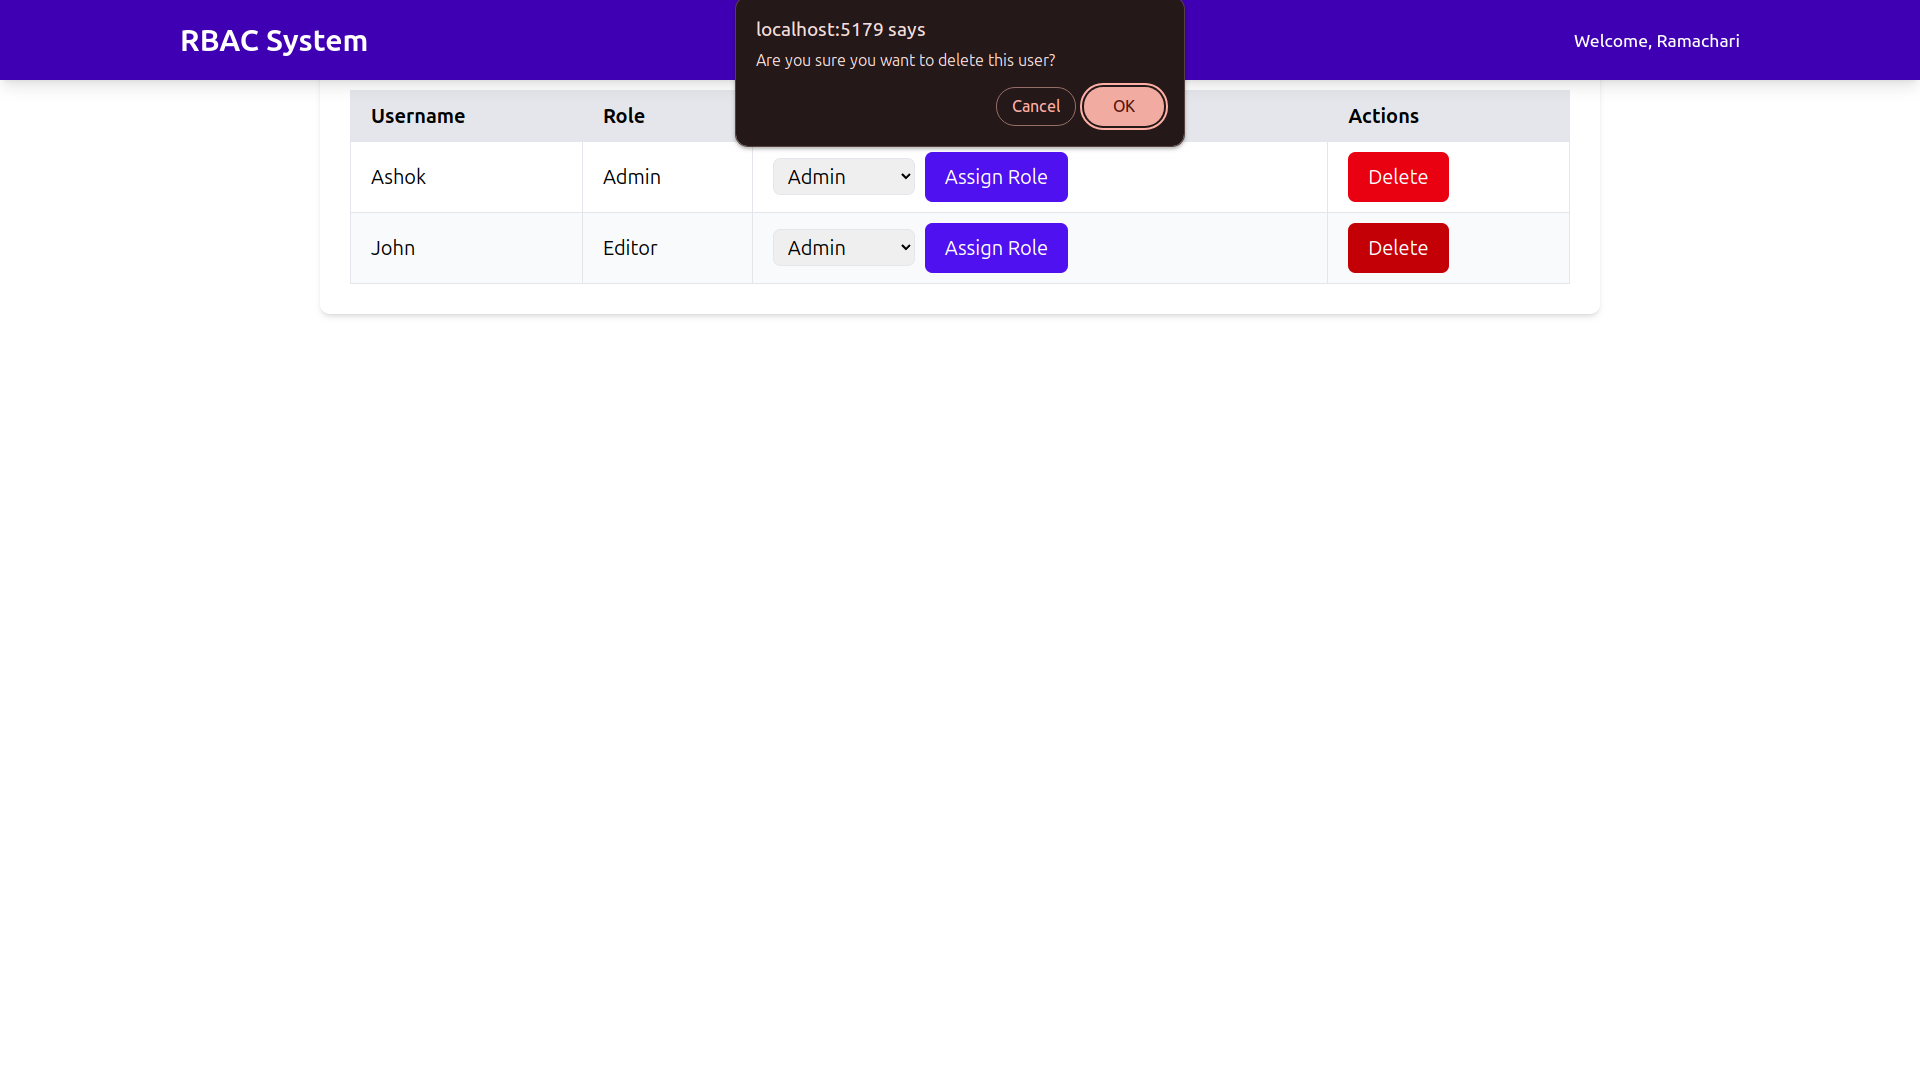 RBAC System
localhost:5179 says
Are you sure you want to delete this user?
Cancel OK
Welcome, Ramachari
Username Role Actions
Ashok Admin Admin Assign Role Delete
John Editor Admin Assign Role Delete